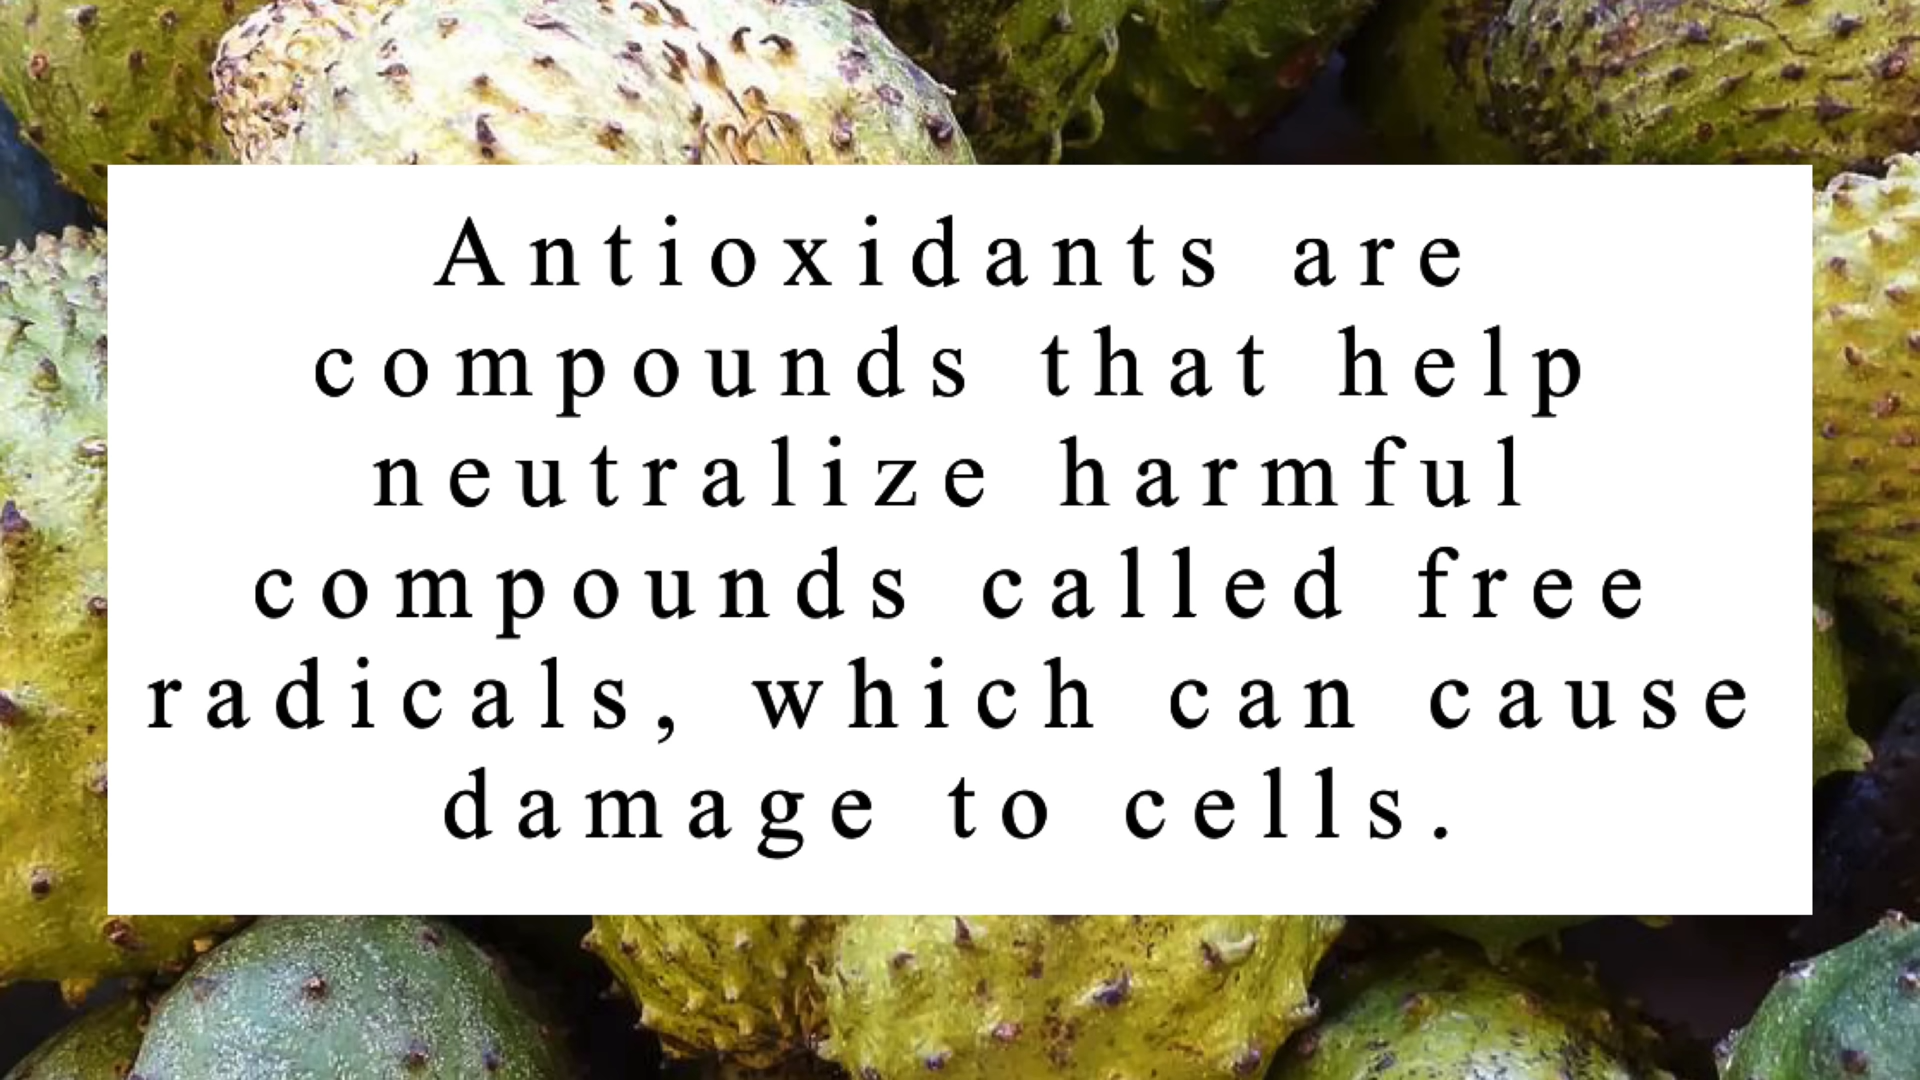 Antioxidants are
compounds that help
neutralize harmful
compounds called free
radicals, which can cause
damage to cells.